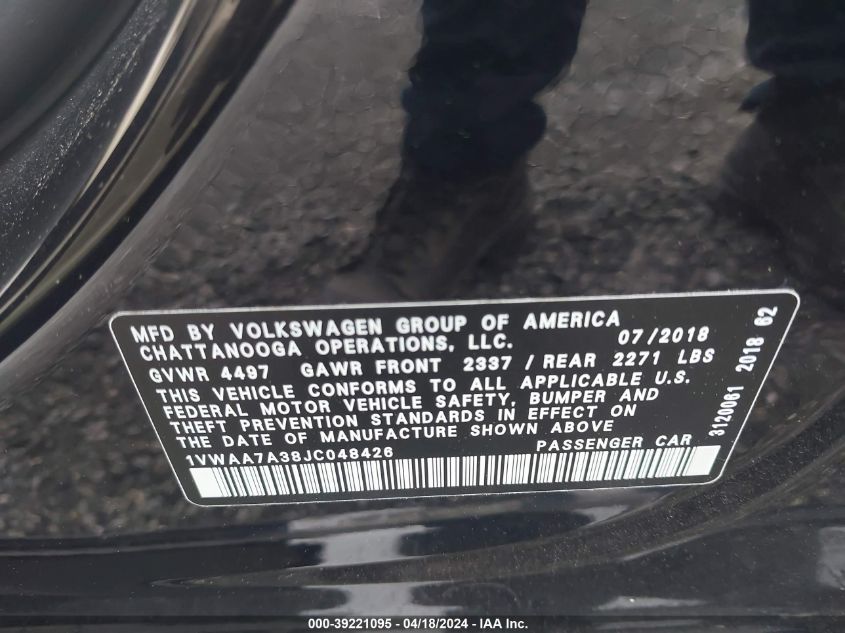 MFD BY VOLKSWAGEN GROUP OF AMERICA
CHATTANOOGA OPERATIONS, LLC. 07/2018
GVWR 4497 GAWR FRONT 2337 / REAR 2271 LBS
THIS VEHICLE CONFORMS TO ALL APPLICABLE U.S.
FEDERAL MOTOR VEHICLE SAFETY, BUMPER AND
THEFT PREVENTION STANDARDS IN EFFECT ON
THE DATE OF MANUFACTURE SHOWN ABOVE
1VWAA7A38JC048426 PASSENGER CAR
3120061 2018 62
000-39221095 - 04/18/2024 - IAA Inc.